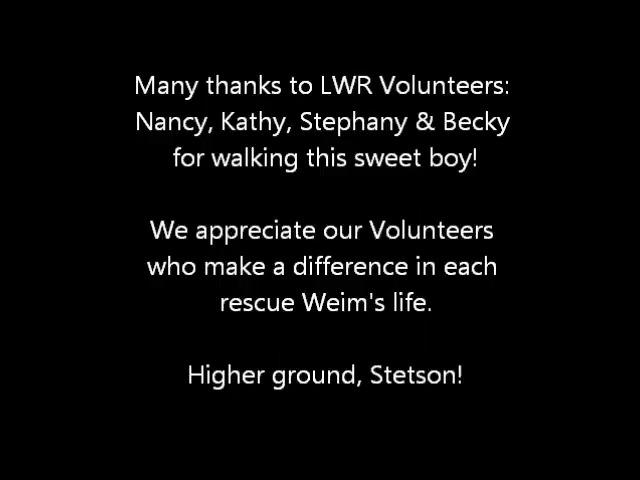 Many thanks to LWR Volunteers:
Nancy, Kathy, Stephany & Becky
for walking this sweet boy!
We appreciate our Volunteers
who make a difference in each
rescue Weim's life.
Higher ground, Stetson!